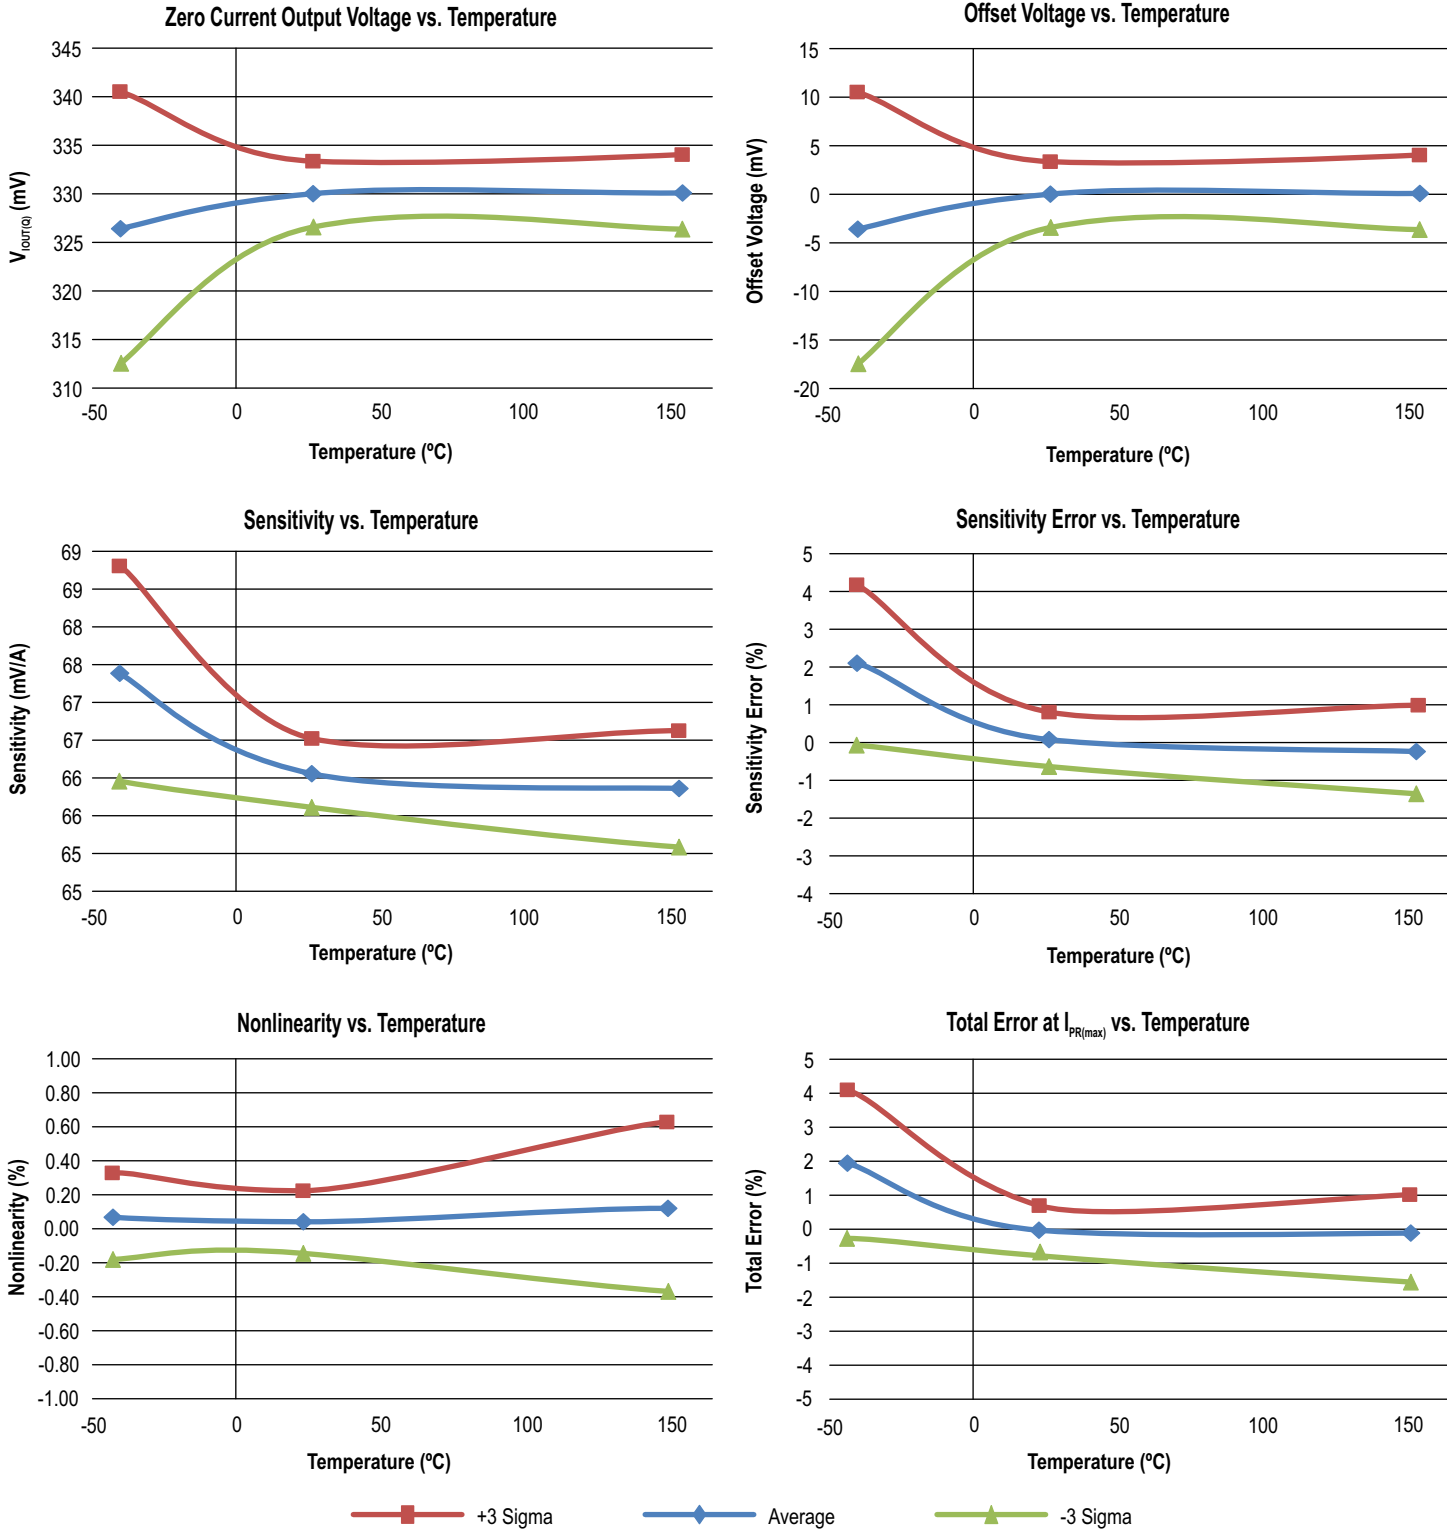 Zero Current Output Voltage vs. Temperature
345
340
335
330
325
320
315
310
VIOUT(Q) (mV)
-50 0 50 100 150
Temperature (ºC)
Offset Voltage vs. Temperature
15
10
5
0
-5
-10
-15
-20
Offset Voltage (mV)
-50 0 50 100 150
Temperature (ºC)
Sensitivity vs. Temperature
69
69
68
68
67
67
66
66
65
65
Sensitivity (mV/A)
-50 0 50 100 150
Temperature (ºC)
Sensitivity Error vs. Temperature
5
4
3
2
1
0
-1
-2
-3
-4
Sensitivity Error (%)
-50 0 50 100 150
Temperature (ºC)
Nonlinearity vs. Temperature
1.00
0.80
0.60
0.40
0.20
0.00
-0.20
-0.40
-0.60
-0.80
-1.00
Nonlinearity (%)
-50 0 50 100 150
Temperature (ºC)
Total Error at IPR(max) vs. Temperature
5
4
3
2
1
0
-1
-2
-3
-4
-5
Total Error (%)
-50 0 50 100 150
Temperature (ºC)
+3 Sigma Average -3 Sigma